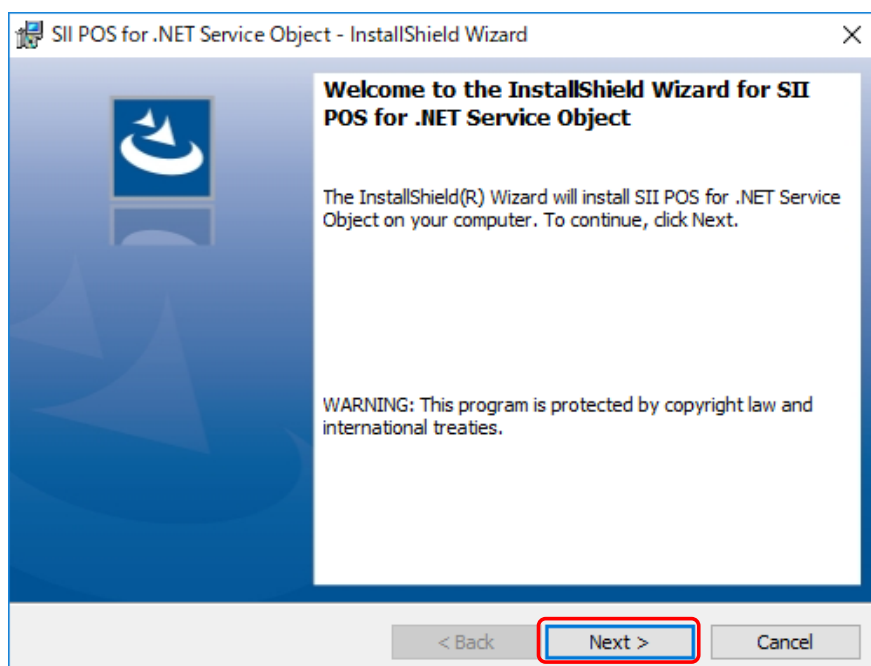 SII POS for .NET Service Object - InstallShield Wizard
Welcome to the InstallShield Wizard for SII
POS for .NET Service Object
The InstallShield(R) Wizard will install SII POS for .NET Service
Object on your computer. To continue, click Next.
WARNING: This program is protected by copyright law and
international treaties.
< Back
Next >
Cancel